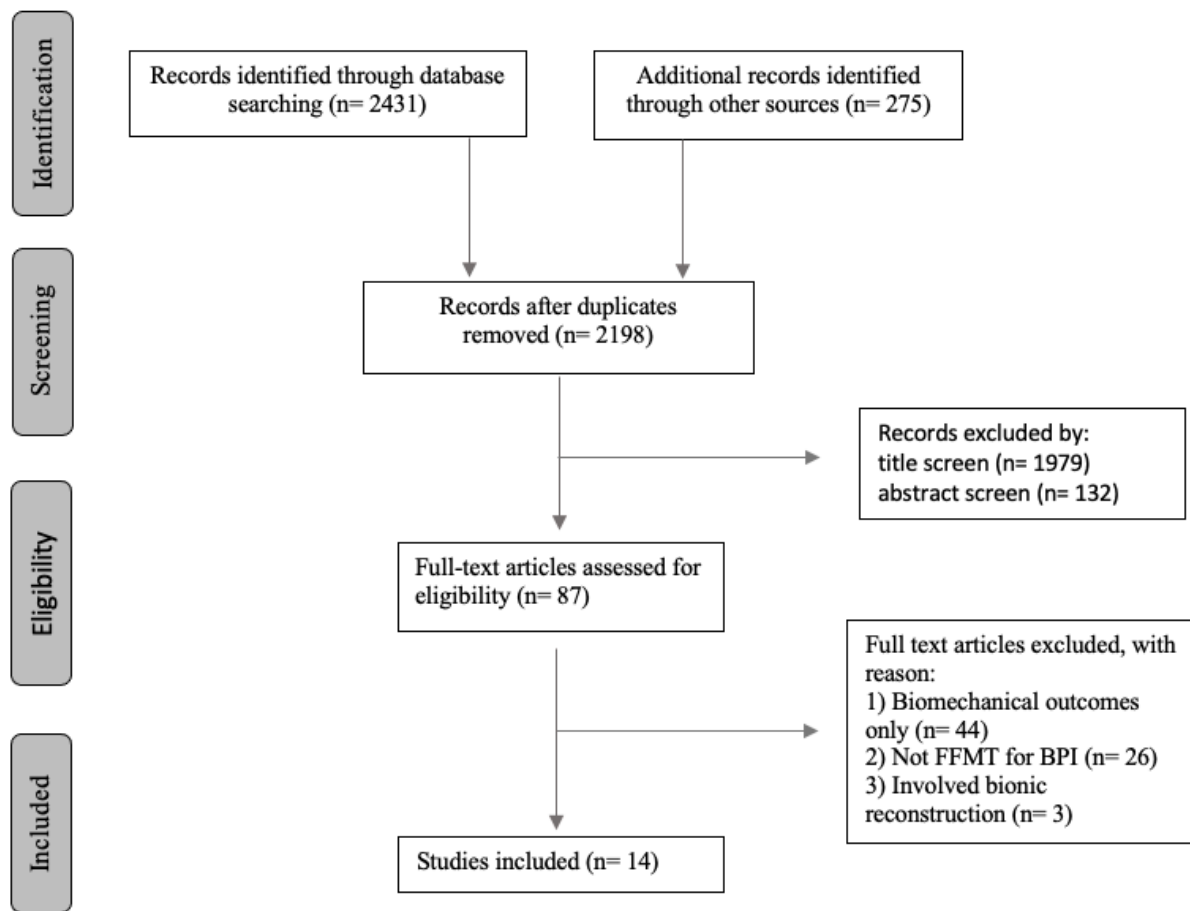 Identification
Records identified through database
searching (n= 2431)
Additional records identified
through other sources (n= 275)
Screening
Records after duplicates
removed (n= 2198)
Records excluded by:
title screen (n= 1979)
abstract screen (n= 132)
Eligibility
Full-text articles assessed for
eligibility (n= 87)
Full text articles excluded, with
reason:
1) Biomechanical outcomes
only (n= 44)
2) Not FFMT for BPI (n= 26)
3) Involved bionic
reconstruction (n= 3)
Included
Studies included (n= 14)